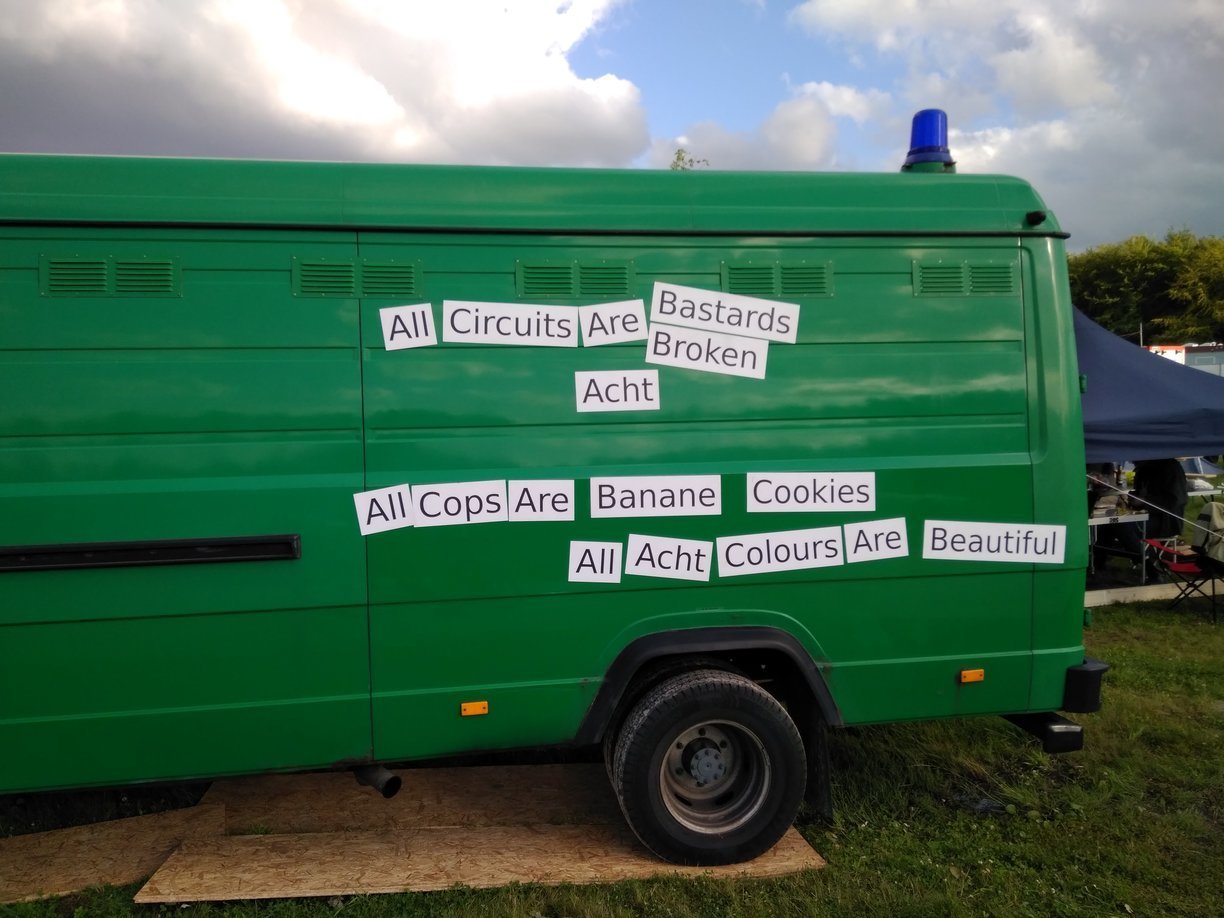 All Circuits Are Bastards
Broken
Acht
All Cops Are Banane Cookies
All Acht Colours Are Beautiful